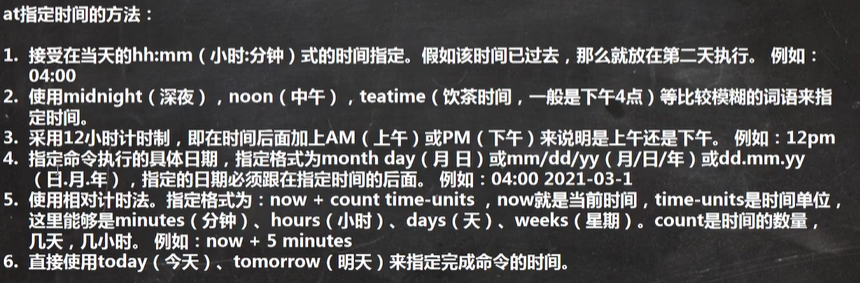 at指定时间的方法：
1. 接受在当天的hh:mm（小时:分钟）式的时间指定。假如该时间已过去，那么就放在第二天执行。 例如：
04:00
2. 使用midnight（深夜），noon（中午），teatime（饮茶时间，一般是下午4点）等比较模糊的词语来指
定时间。
3. 采用12小时计时制，即在时间后面加上AM（上午）或PM（下午）来说明是上午还是下午。 例如：12pm
4. 指定命令执行的具体日期，指定格式为month day（月 日）或mm/dd/yy（月/日/年）或dd.mm.yy
（日.月.年），指定的日期必须跟在指定时间的后面。 例如：04:00 2021-03-1
5. 使用相对计时法。指定格式为：now + count time-units ，now就是当前时间，time-units是时间单位，
这里能够是minutes（分钟）、hours（小时）、days（天）、weeks（星期）。count是时间的数量，
几天，几小时。 例如：now + 5 minutes
6. 直接使用today（今天）、tomorrow（明天）来指定完成命令的时间。